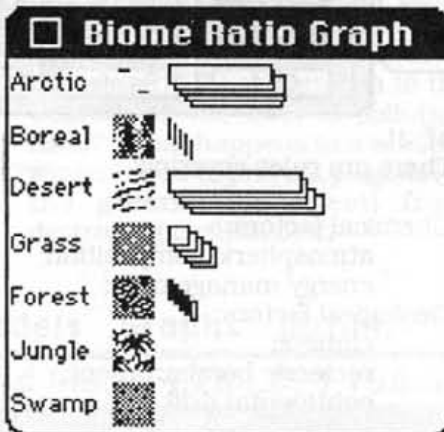 Biome Ratio Graph
Arctic
Boreal
Desert
Grass
Forest
Jungle
Swamp